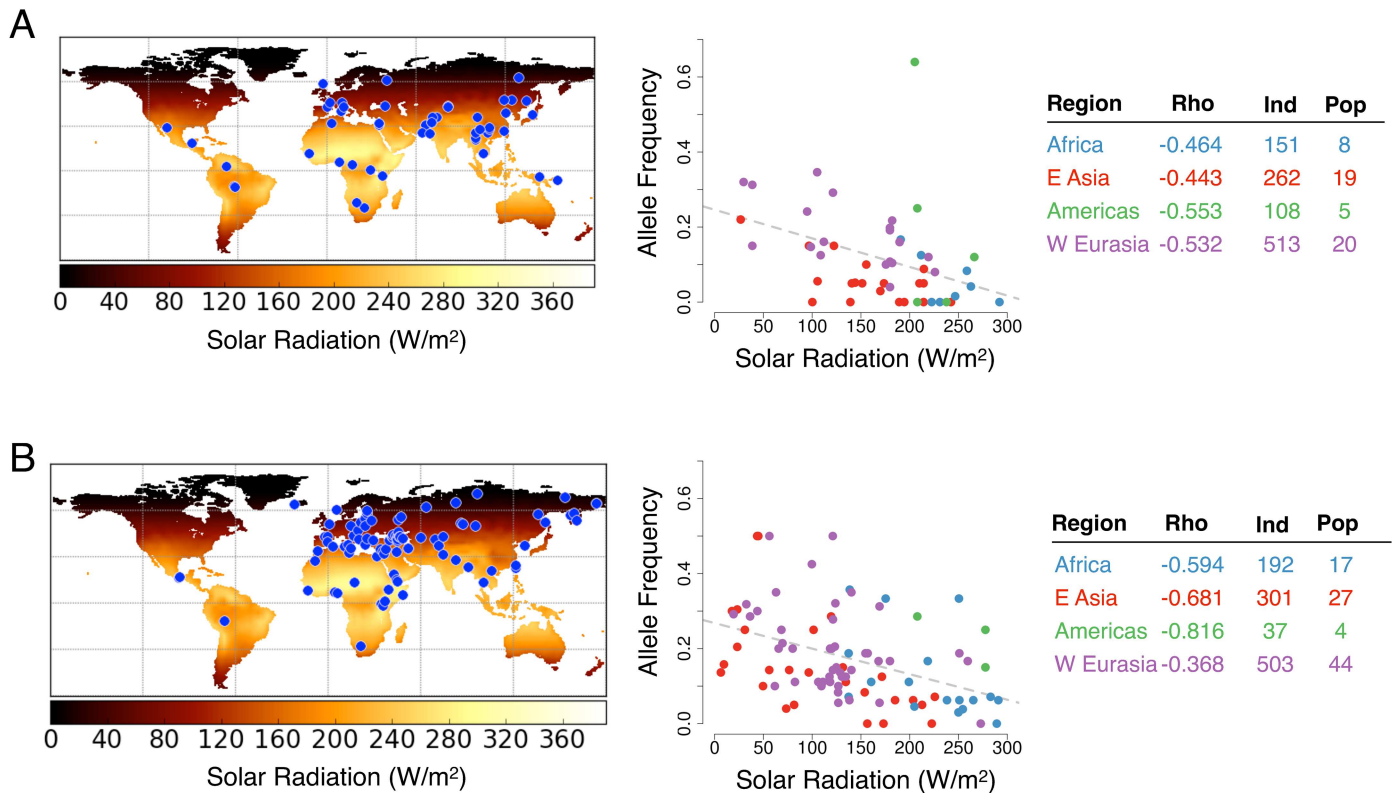 A
0 40 80 120 160 200 240 280 320 360
Solar Radiation (W/m²)
Allele Frequency
0.0 0.2 0.4 0.6
0 50 100 150 200 250 300
Solar Radiation (W/m²)
Region Rho Ind Pop
Africa -0.464 151 8
E Asia -0.443 262 19
Americas -0.553 108 5
W Eurasia -0.532 513 20
B
0 40 80 120 160 200 240 280 320 360
Solar Radiation (W/m²)
Allele Frequency
0.0 0.2 0.4 0.6
0 50 100 150 200 250 300
Solar Radiation (W/m²)
Region Rho Ind Pop
Africa -0.594 192 17
E Asia -0.681 301 27
Americas -0.816 37 4
W Eurasia -0.368 503 44